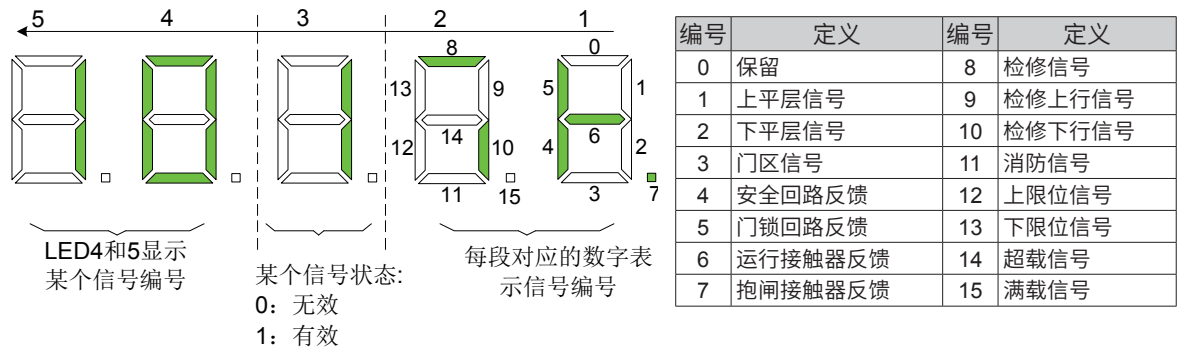 5 4 3 2 1
8 0
13 9 5 1
14 6
12 10 4 2
11 15 3 7
LED4和5显示
某个信号编号
某个信号状态:
0：无效
1：有效
每段对应的数字表
示信号编号
编号 定义 编号 定义
0 保留 8 检修信号
1 上平层信号 9 检修上行信号
2 下平层信号 10 检修下行信号
3 门区信号 11 消防信号
4 安全回路反馈 12 上限位信号
5 门锁回路反馈 13 下限位信号
6 运行接触器反馈 14 超载信号
7 抱闸接触器反馈 15 满载信号